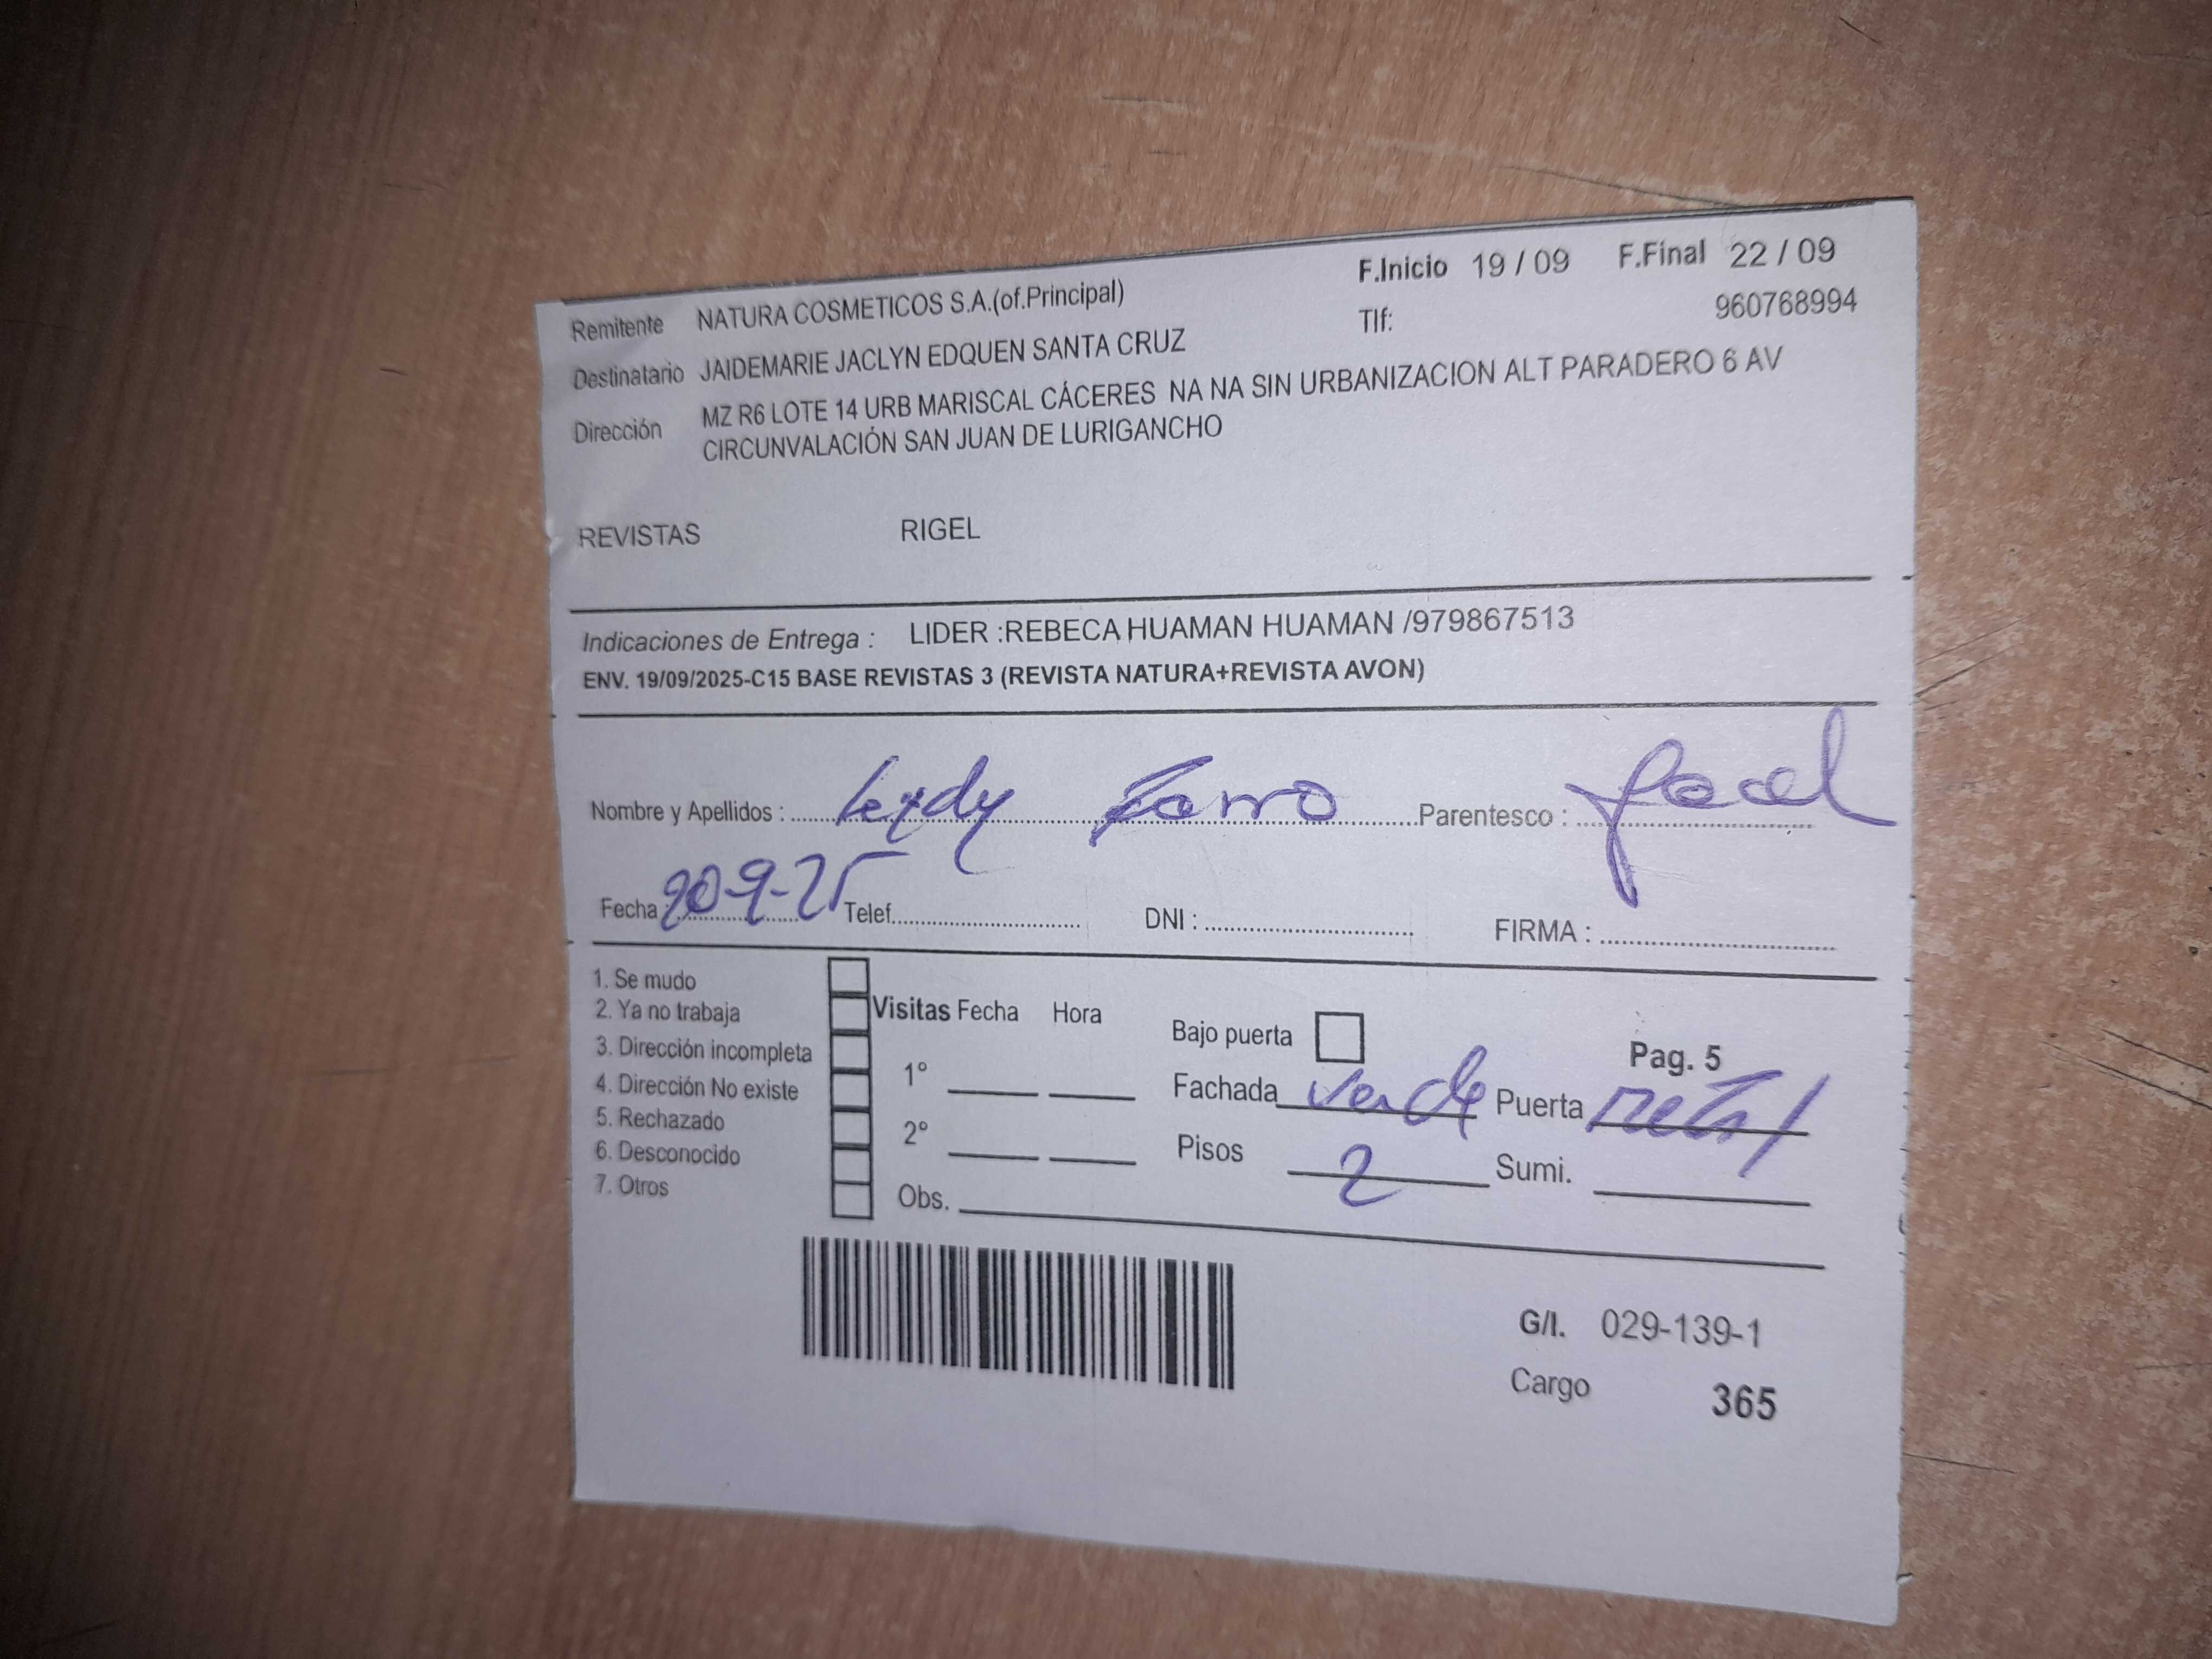 F.Inicio 19 / 09 F.Final 22 / 09
Remitente NATURA COSMETICOS S.A.(of.Principal) Tlf: 960768994
Destinatario JAIDEMARIE JACLYN EDQUEN SANTA CRUZ
Dirección MZ R6 LOTE 14 URB MARISCAL CÁCERES NA NA SIN URBANIZACION ALT PARADERO 6 AV
CIRCUNVALACIÓN SAN JUAN DE LURIGANCHO
REVISTAS RIGEL
Indicaciones de Entrega : LIDER :REBECA HUAMAN HUAMAN /979867513
ENV. 19/09/2025-C15 BASE REVISTAS 3 (REVISTA NATURA+REVISTA AVON)
Nombre y Apellidos : Parentesco :
Fecha : 20-9-25 Telef. DNI : FIRMA :
1. Se mudo
2. Ya no trabaja Visitas Fecha Hora Bajo puerta
3. Dirección incompleta Pag. 5
4. Dirección No existe 1° Fachada verde Puerta metal
5. Rechazado
6. Desconocido 2° Pisos 2 Sumi.
7. Otros Obs.
G/I. 029-139-1
Cargo 365